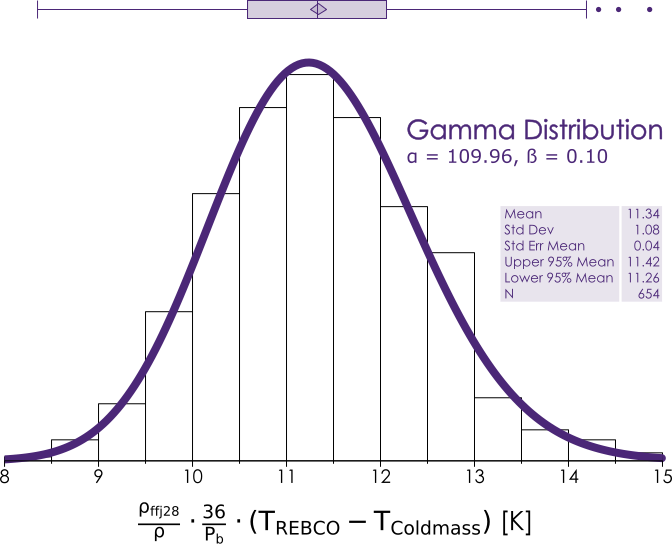 Gamma Distribution
α = 109.96, ß = 0.10
Mean 11.34
Std Dev 1.08
Std Err Mean 0.04
Upper 95% Mean 11.42
Lower 95% Mean 11.26
N 654
8 9 10 11 12 13 14 15
ρffj28/ρ · 36/Pb · (TREBCO − TColdmass) [K]